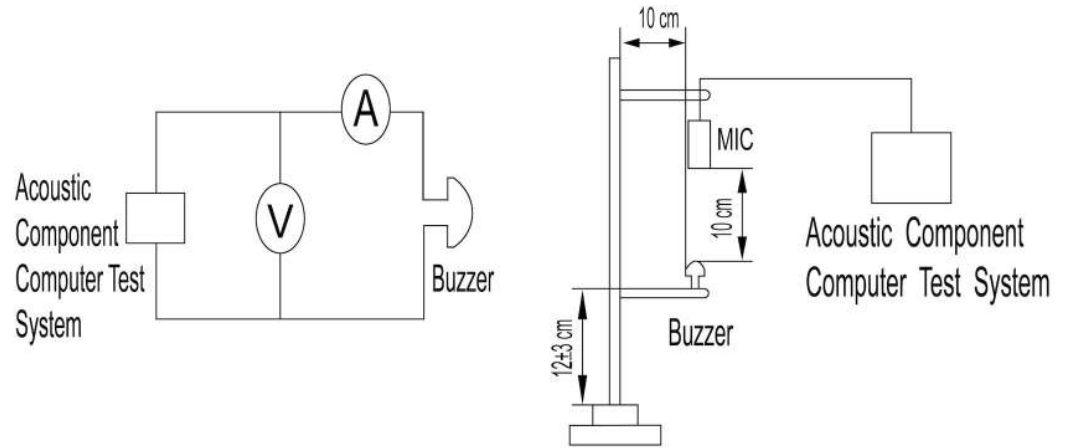 A
V
Acoustic
Component
Computer Test
System
Buzzer
10 cm
MIC
10 cm
Acoustic Component
Computer Test System
Buzzer
12±3 cm